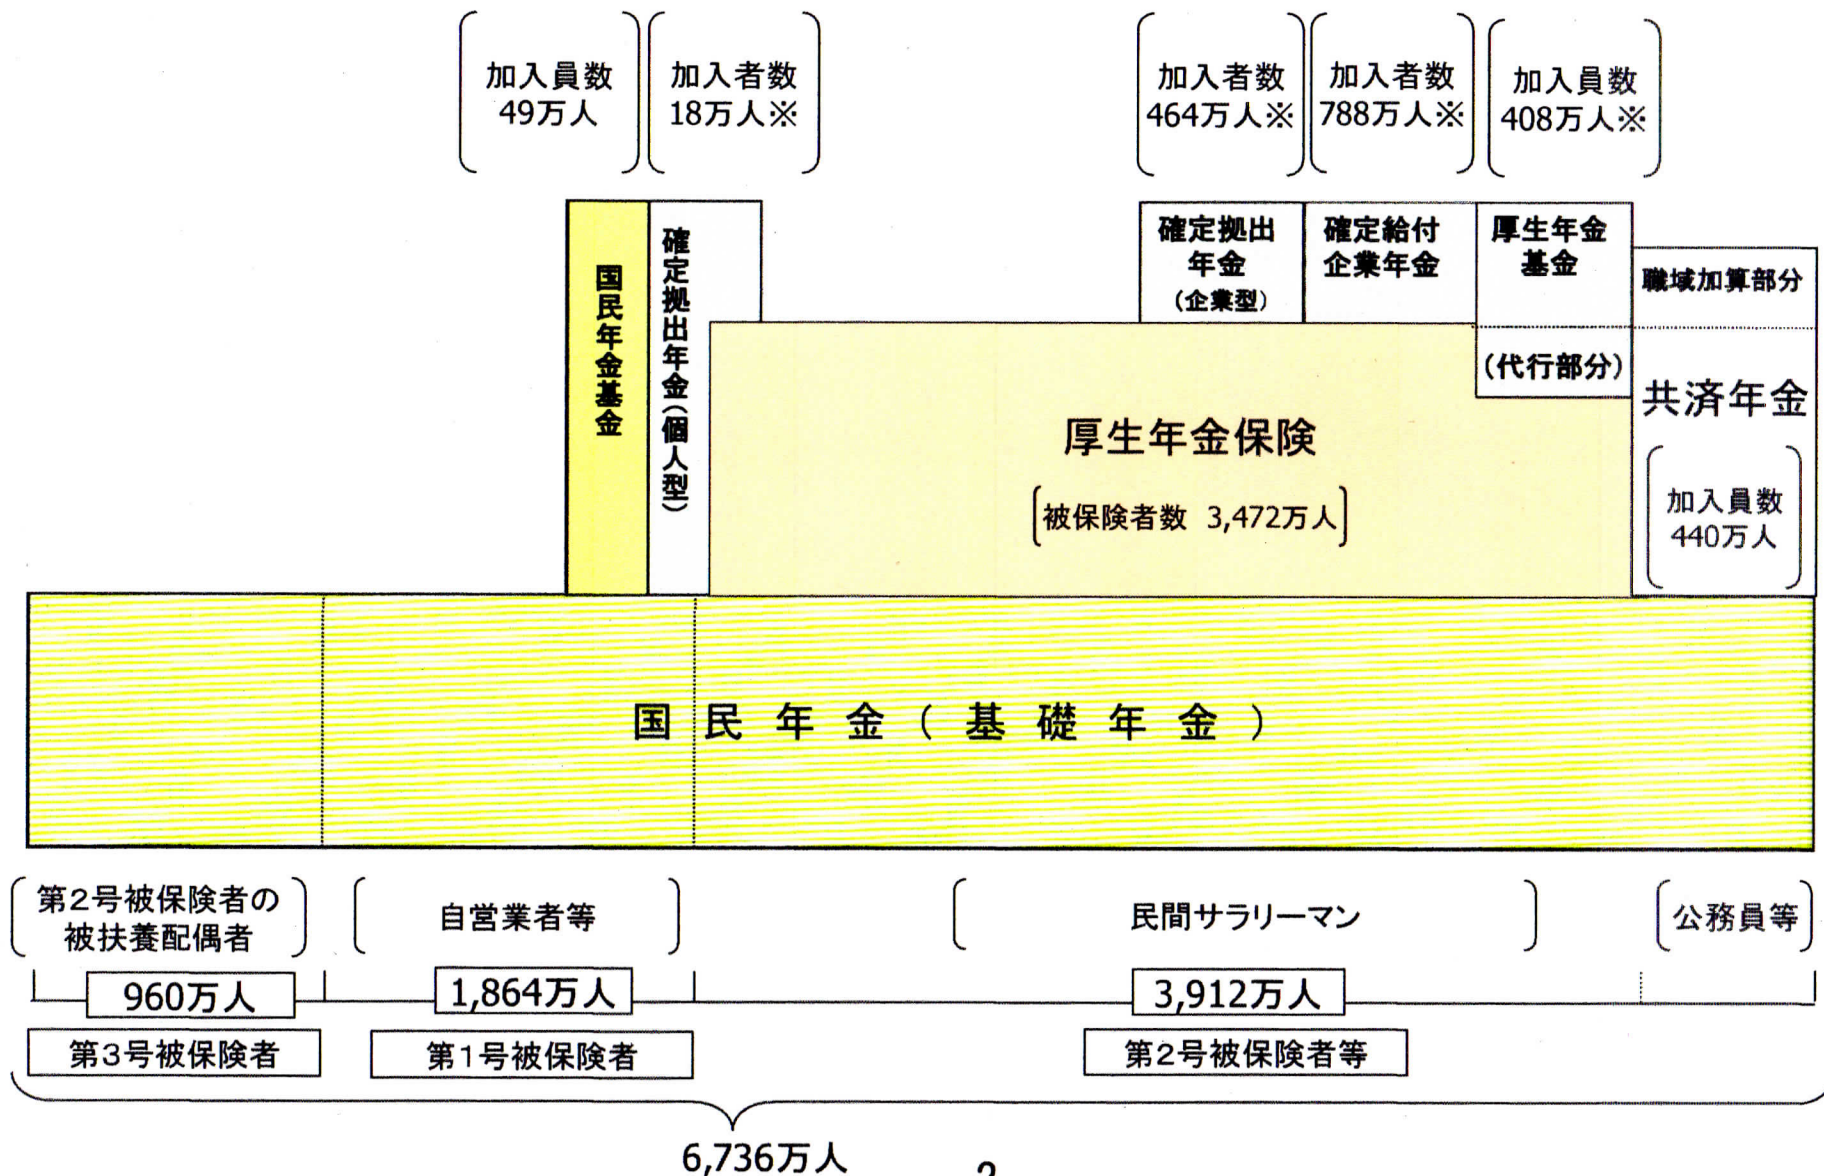 加入員数
49万人
加入者数
18万人※
加入者数
464万人※
加入者数
788万人※
加入員数
408万人※
国民年金基金
確定拠出年金(個人型)
確定拠出
年金
(企業型)
確定給付
企業年金
厚生年金
基金
職域加算部分
(代行部分)
共済年金
加入員数
440万人
厚生年金保険
被保険者数 3,472万人
国民年金(基礎年金)
第2号被保険者の
被扶養配偶者
自営業者等
民間サラリーマン
公務員等
960万人
1,864万人
3,912万人
第3号被保険者
第1号被保険者
第2号被保険者等
6,736万人